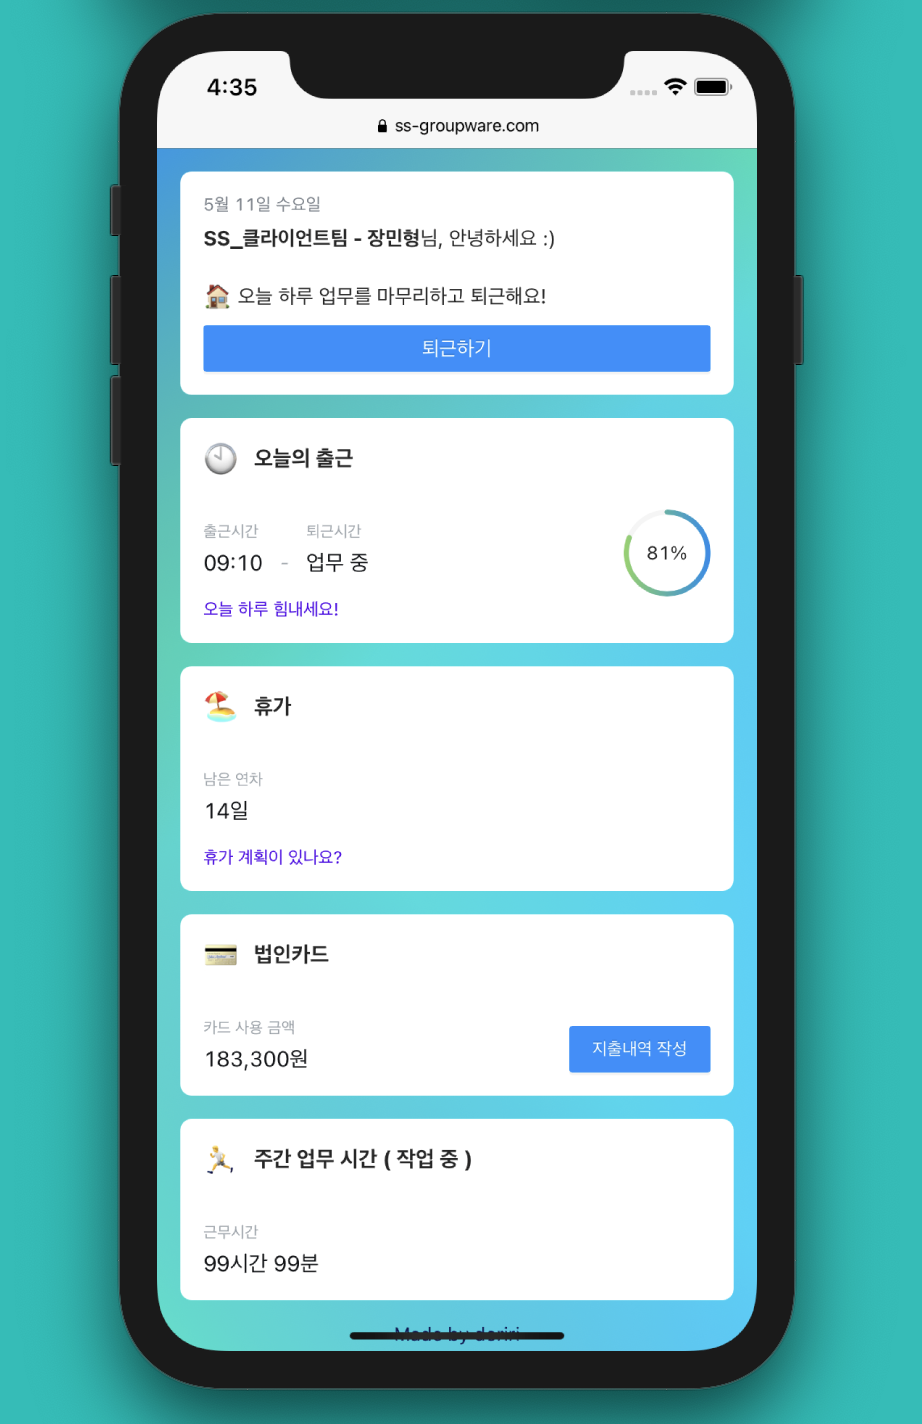 4:35
ss-groupware.com
5월 11일 수요일
SS_클라이언트팀 - 장민형님, 안녕하세요 :)
오늘 하루 업무를 마무리하고 퇴근해요!
퇴근하기
오늘의 출근
출근시간 퇴근시간
09:10 - 업무 중
81%
오늘 하루 힘내세요!
휴가
남은 연차
14일
휴가 계획이 있나요?
법인카드
카드 사용 금액
183,300원
지출내역 작성
주간 업무 시간 ( 작업 중 )
근무시간
99시간 99분
Made by